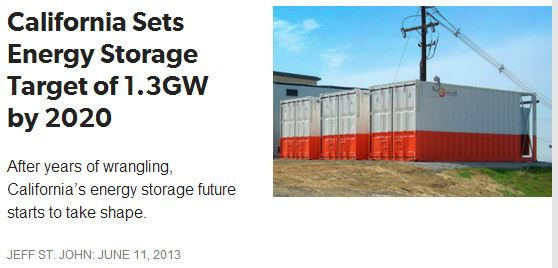 California Sets
Energy Storage
Target of 1.3GW
by 2020
After years of wrangling,
California's energy storage future
starts to take shape.
JEFF ST. JOHN: JUNE 11, 2013